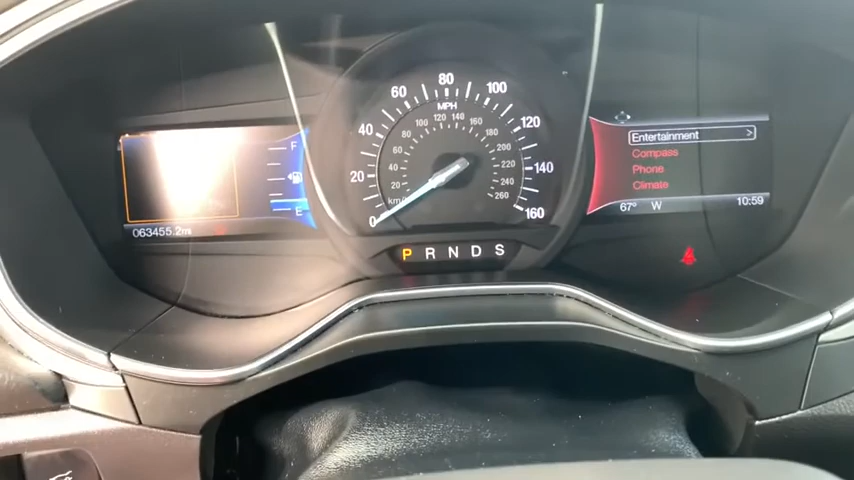 F
E
063455.2m
MPH
0 20 40 60 80 100 120 140 160
km/h
20 40 60 80 100 120 140 160 180 200 220 240 260
P R N D S
Entertainment >
Compass
Phone
Climate
67° W 10:59